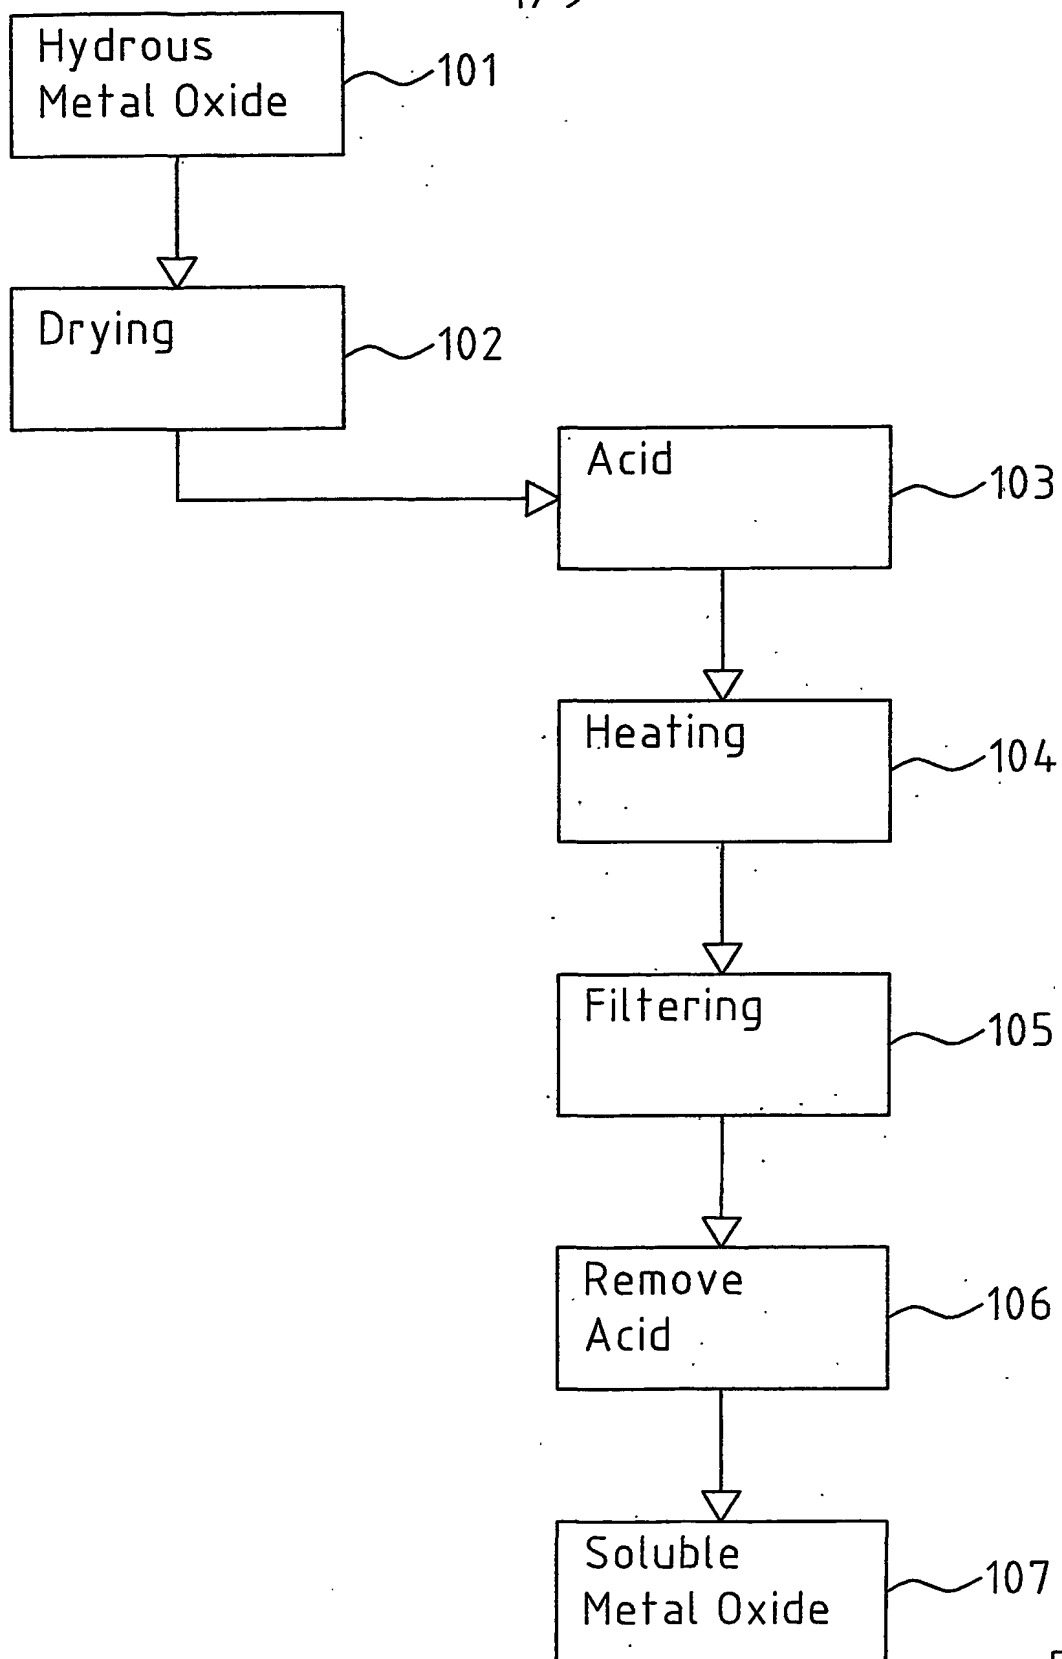 Hydrous
Metal Oxide
101
Drying
102
Acid
103
Heating
104
Filtering
105
Remove
Acid
106
Soluble
Metal Oxide
107